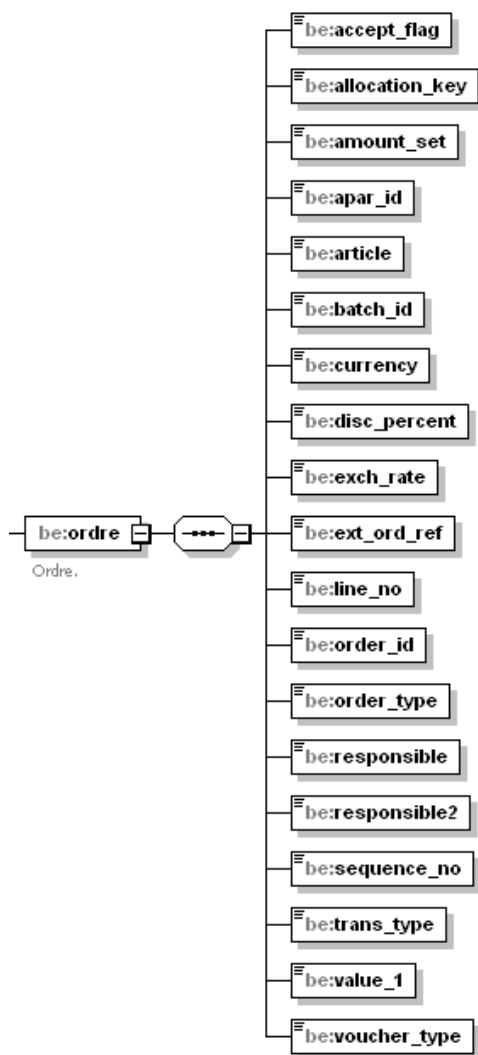 be:accept_flag
be:allocation_key
be:amount_set
be:apar_id
be:article
be:batch_id
be:currency
be:disc_percent
be:exch_rate
be:ordre
be:ext_ord_ref
Ordre.
be:line_no
be:order_id
be:order_type
be:responsible
be:responsible2
be:sequence_no
be:trans_type
be:value_1
be:voucher_type